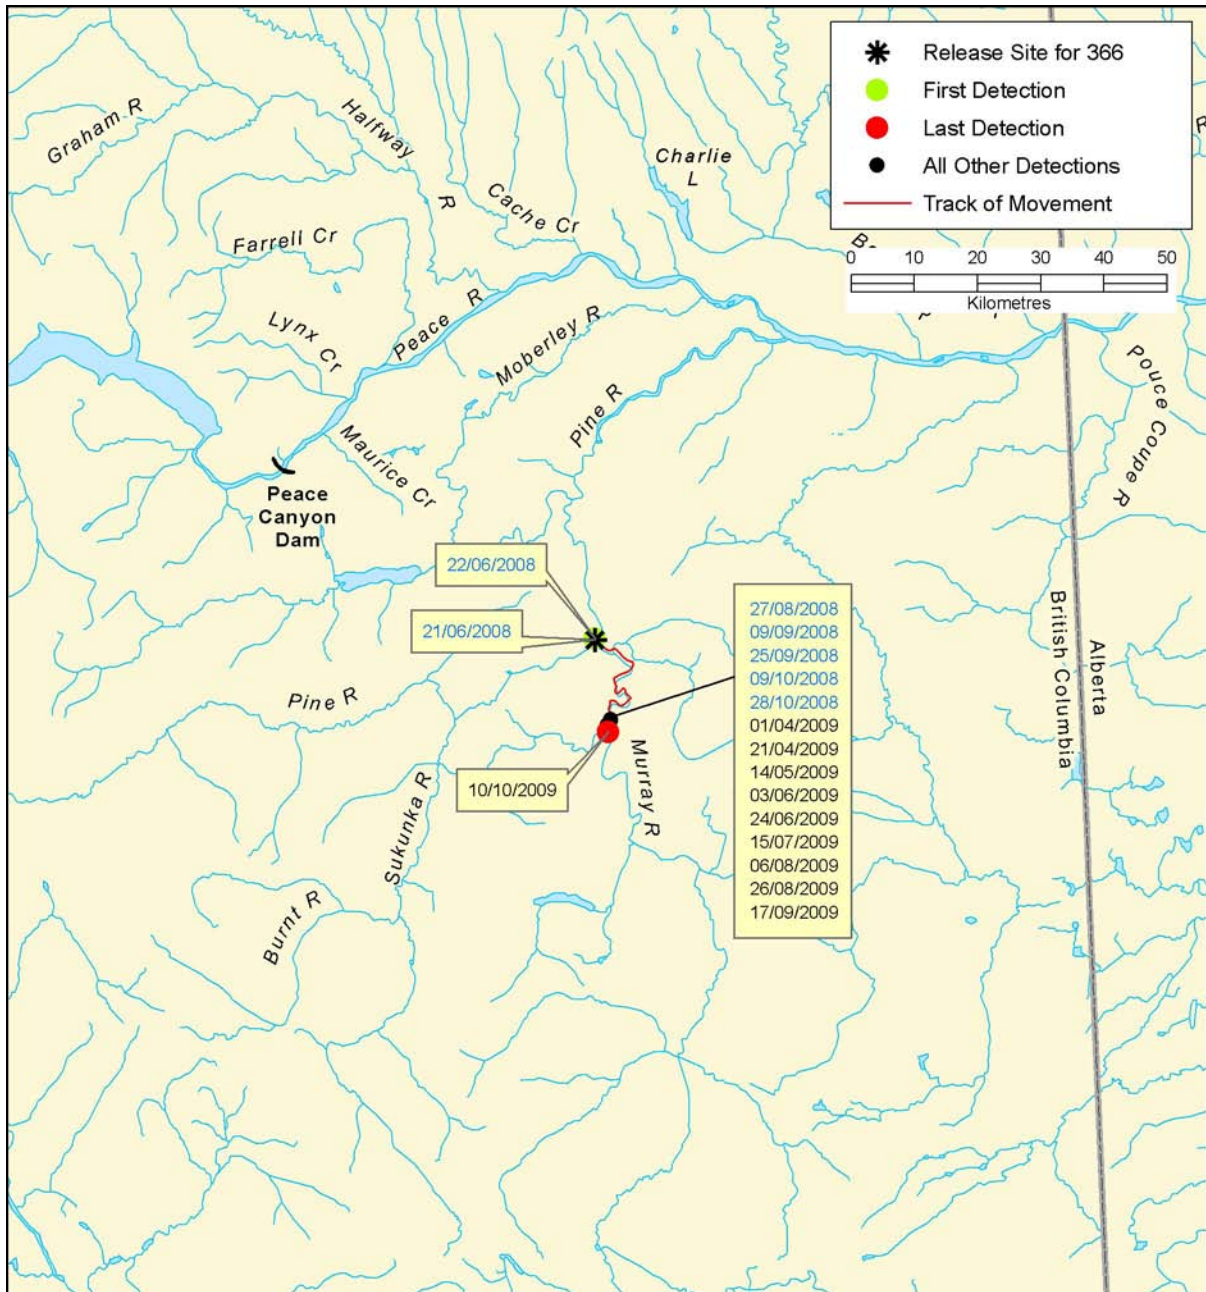 Release Site for 366
First Detection
Last Detection
All Other Detections
Track of Movement
0 10 20 30 40 50
Kilometres
Graham R
Halfway R
Charlie L
Cache Cr
Farrell Cr
Lynx Cr
Peace R
Moberley R
Pine R
Maurice Cr
Pouce Coupe R
Peace
Canyon
Dam
22/06/2008
21/06/2008
27/08/2008
09/09/2008
25/09/2008
09/10/2008
28/10/2008
01/04/2009
21/04/2009
14/05/2009
03/06/2009
24/06/2009
15/07/2009
06/08/2009
26/08/2009
17/09/2009
British Columbia
Alberta
Pine R
10/10/2009
Murray R
Sukunka R
Burnt R